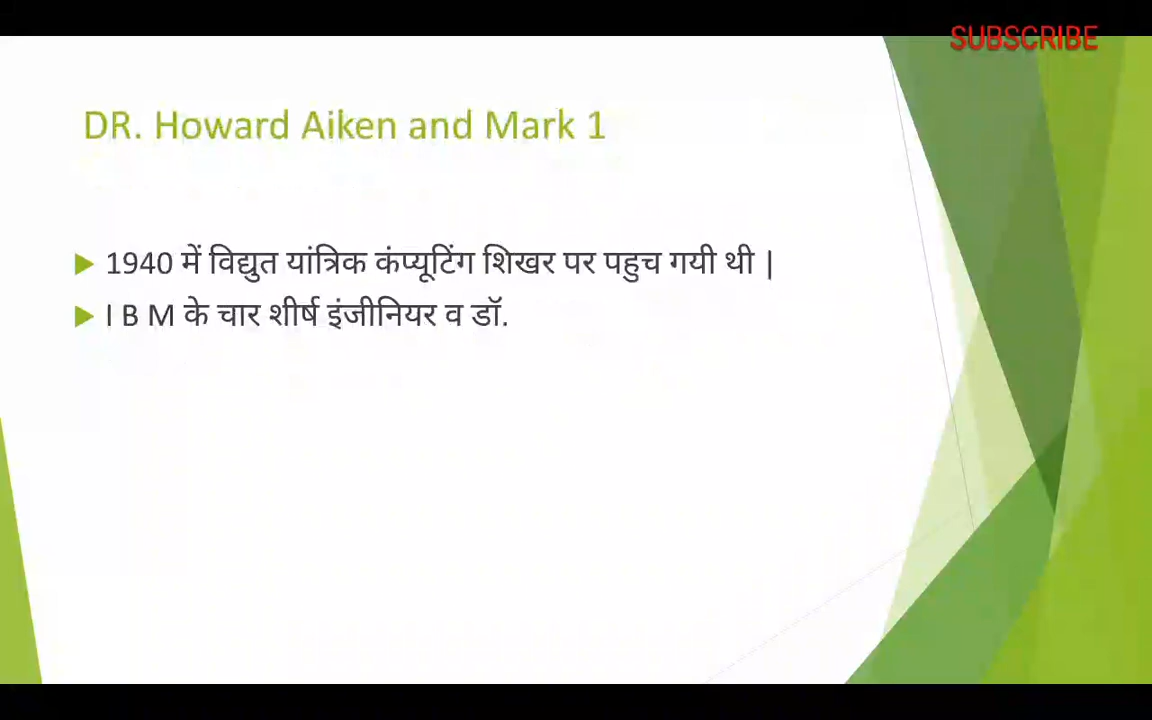 SUBSCRIBE
DR. Howard Aiken and Mark 1
1940 में विद्युत यांत्रिक कंप्यूटिंग शिखर पर पहुच गयी थी |
I B M के चार शीर्ष इंजीनियर व डॉ.